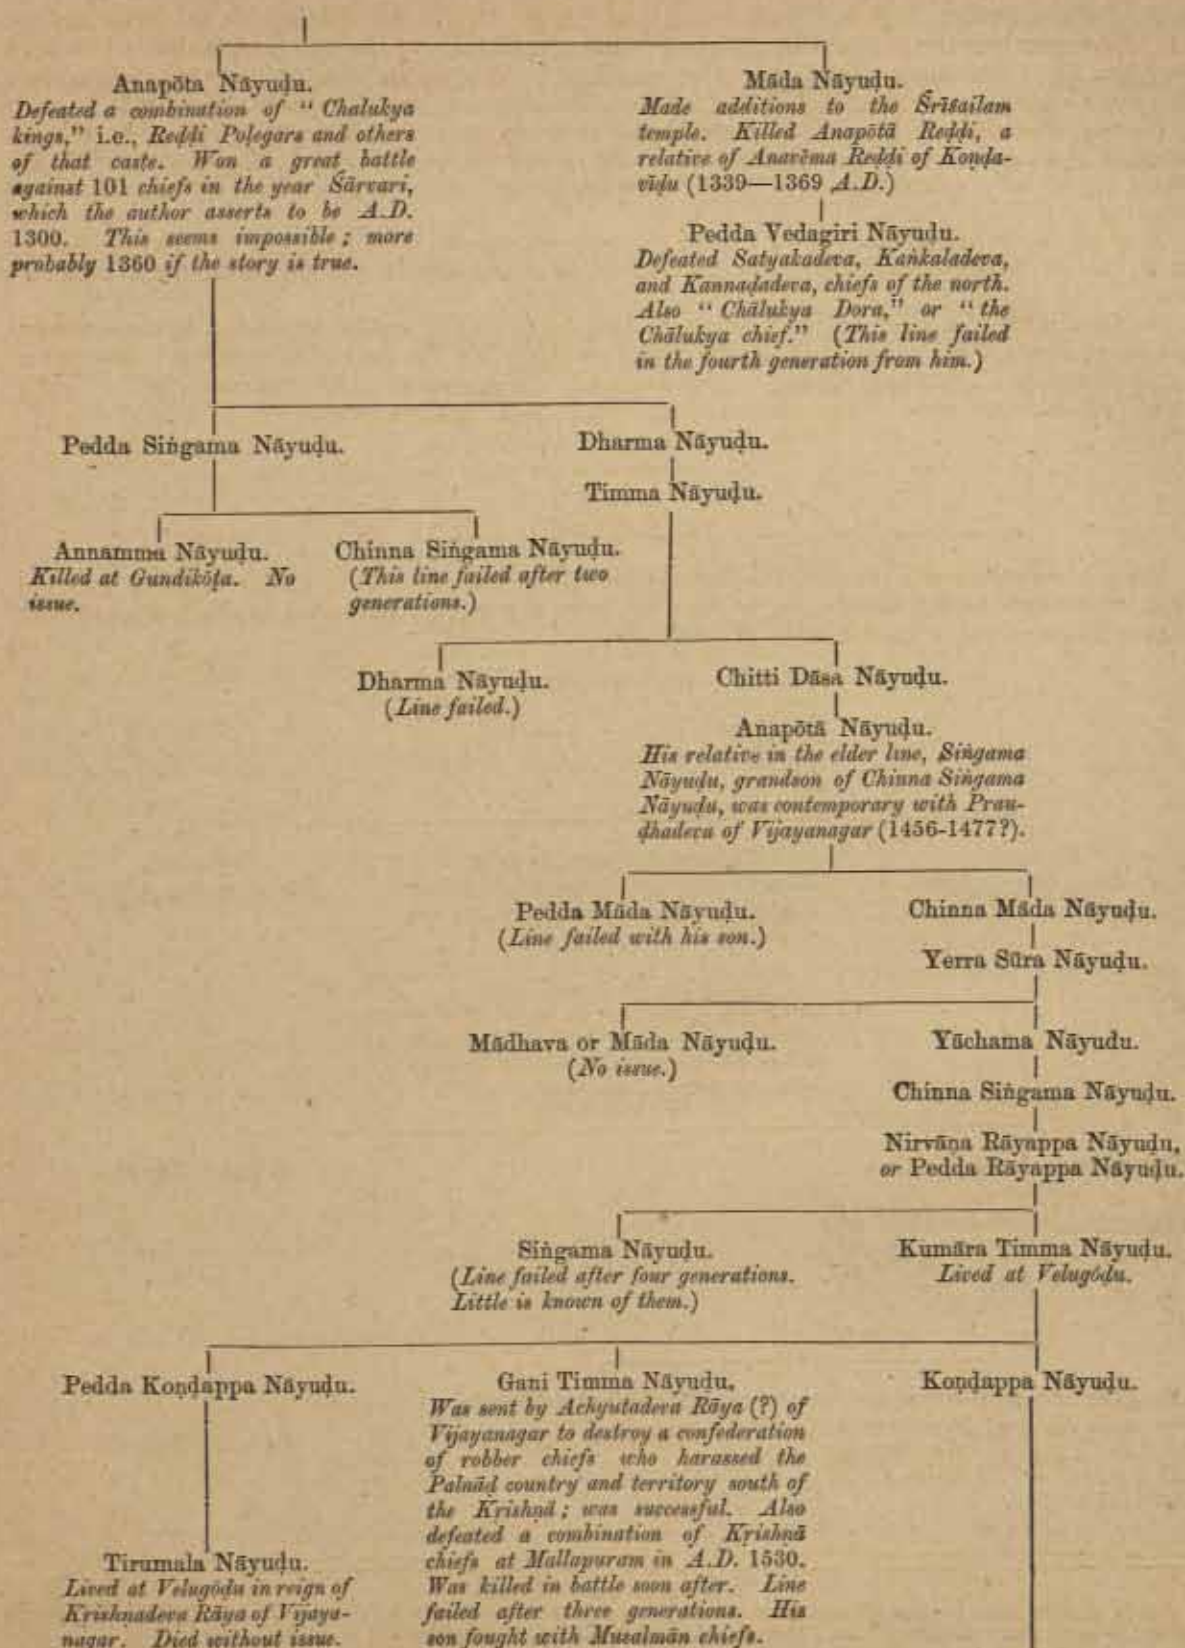 Anapōta Nāyuḍu.
Defeated a combination of “ Chalukya
kings,” i.e., Reḍḍi Poḷegars and others
of that caste. Won a great battle
against 101 chiefs in the year Śārvari,
which the author asserts to be A.D.
1300. This seems impossible ; more
probably 1360 if the story is true.
Māda Nāyuḍu.
Made additions to the Śrīśailam
temple. Killed Anapōtā Reḍḍi, a
relative of Anavēma Reḍḍi of Koṇḍa-
vīḍu (1339—1369 A.D.)
Pedda Vedagiri Nāyuḍu.
Defeated Satyakadeva, Kaṅkaladeva,
and Kannaḍadeva, chiefs of the north.
Also “ Chālukya Dora,” or “ the
Chālukya chief.” (This line failed
in the fourth generation from him.)
Pedda Siṅgama Nāyuḍu.
Dharma Nāyuḍu.
Timma Nāyuḍu.
Annamma Nāyuḍu.
Killed at Gundikōṭa. No
issue.
Chinna Siṅgama Nāyuḍu.
(This line failed after two
generations.)
Dharma Nāyuḍu.
(Line failed.)
Chitti Dāsa Nāyuḍu.
Anapōtā Nāyuḍu.
His relative in the elder line, Siṅgama
Nāyuḍu, grandson of Chinna Siṅgama
Nāyuḍu, was contemporary with Prau-
ḍhadeva of Vijayanagar (1456-1477?).
Pedda Māda Nāyuḍu.
(Line failed with his son.)
Chinna Māda Nāyuḍu.
Yerra Sūra Nāyuḍu.
Mādhava or Māda Nāyuḍu.
(No issue.)
Yāchama Nāyudu.
Chinna Siṅgama Nāyuḍu.
Nirvāṇa Rāyappa Nāyuḍu,
or Pedda Rāyappa Nāyuḍu.
Siṅgama Nāyuḍu.
(Line failed after four generations.
Little is known of them.)
Kumāra Timma Nāyuḍu.
Lived at Velugōḍu.
Pedda Koṇḍappa Nāyuḍu.
Gani Timma Nāyuḍu.
Was sent by Achyutadeva Rāya (?) of
Vijayanagar to destroy a confederation
of robber chiefs who harassed the
Palnāḍ country and territory south of
the Kṛishṇā ; was successful. Also
defeated a combination of Kṛishṇā
chiefs at Mallapuram in A.D. 1530.
Was killed in battle soon after. Line
failed after three generations. His
son fought with Musalmān chiefs.
Koṇḍappa Nāyuḍu.
Tirumala Nāyuḍu.
Lived at Velugōḍu in reign of
Kṛishṇadeva Rāya of Vijaya-
nagar. Died without issue.